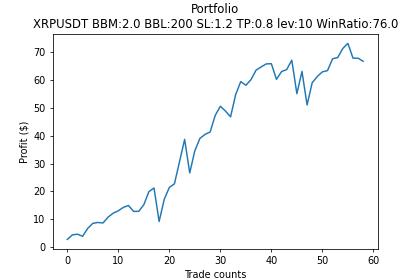 Portfolio
XRPUSDT BBM:2.0 BBL:200 SL:1.2 TP:0.8 lev:10 WinRatio:76.0
70
60
50
40
30
20
10
0
Profit ($)
0 10 20 30 40 50 60
Trade counts